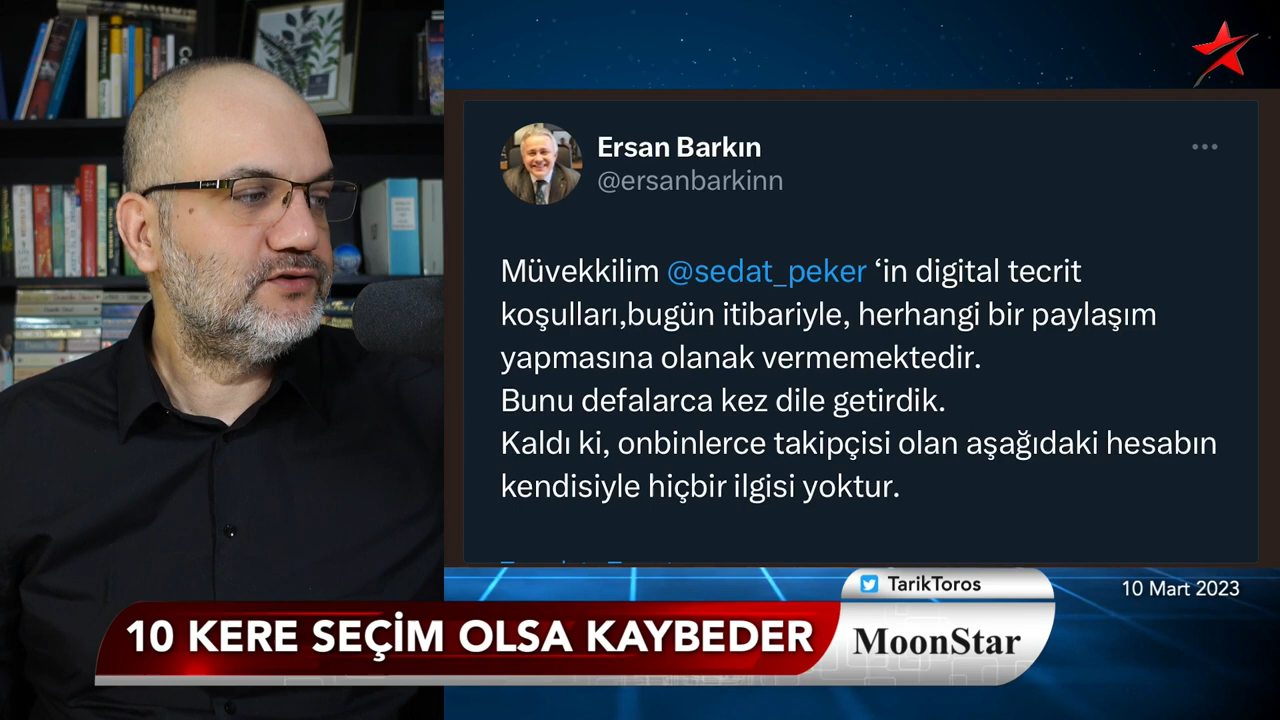 Ersan Barkın
@ersanbarkinn
Müvekkilim @sedat_peker ‘in digital tecrit
koşulları,bugün itibariyle, herhangi bir paylaşım
yapmasına olanak vermemektedir.
Bunu defalarca kez dile getirdik.
Kaldı ki, onbinlerce takipçisi olan aşağıdaki hesabın
kendisiyle hiçbir ilgisi yoktur.
TarikToros
10 Mart 2023
10 KERE SEÇİM OLSA KAYBEDER
MoonStar